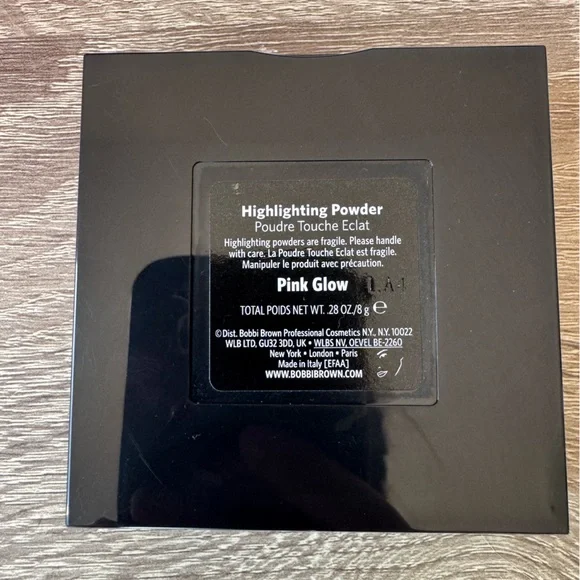 Highlighting Powder
Poudre Touche Eclat
Highlighting powders are fragile. Please handle
with care. La Poudre Touche Eclat est fragile.
Manipuler le produit avec précaution.
Pink Glow LA4
TOTAL POIDS NET WT. .28 OZ./8 g ℮
©Dist. Bobbi Brown Professional Cosmetics N.Y., N.Y. 10022
WLB LTD, GU32 3DD, UK • WLBS NV, OEVEL BE-2260
New York • London • Paris
Made in Italy [EFAA]
WWW.BOBBIBROWN.COM